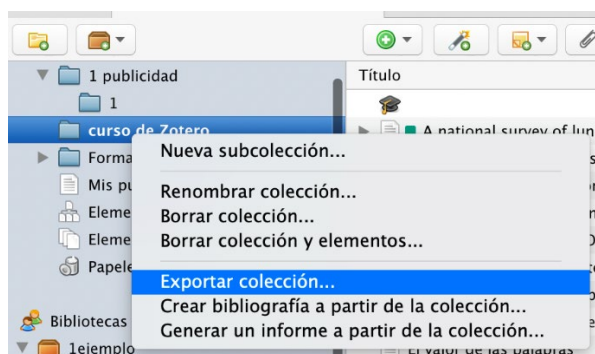 1 publicidad
Título
1
curso de Zotero
A national survey of lun
Forma
Nueva subcolección...
Mis pu
Renombrar colección...
Eleme
Borrar colección...
Eleme
Borrar colección y elementos...
Papele
Exportar colección...
Crear bibliografía a partir de la colección...
Bibliotecas
Generar un informe a partir de la colección...
1ejemplo
El valor de las palabras